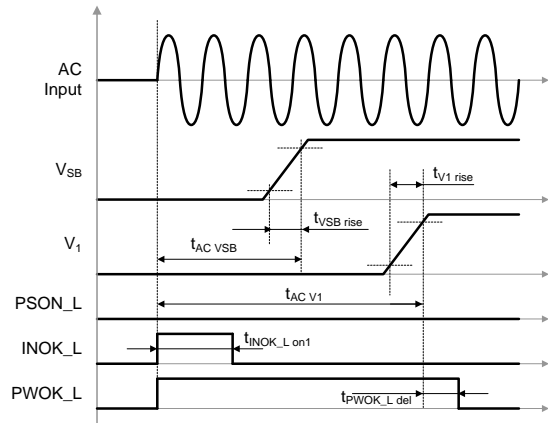 AC
Input
VSB
tV1 rise
tVSB rise
V1
tAC VSB
tAC V1
PSON_L
INOK_L
tINOK_L on1
PWOK_L
tPWOK_L del